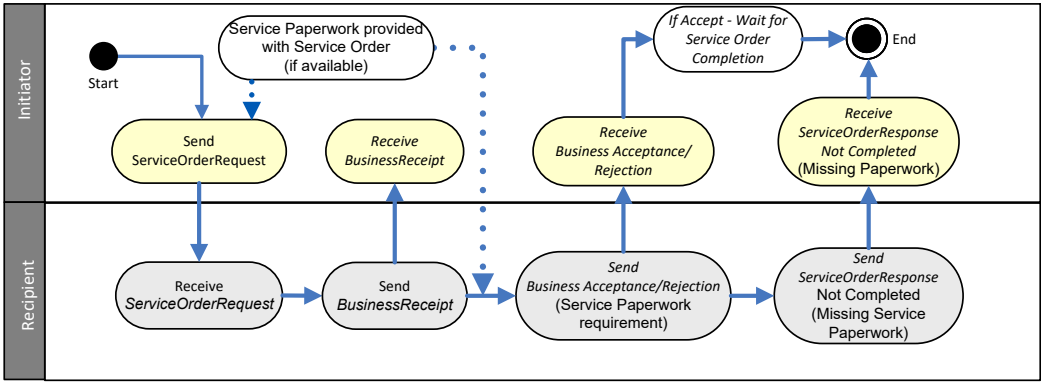 Initiator
Start
Service Paperwork provided
with Service Order
(if available)
If Accept - Wait for
Service Order
Completion
End
Send
ServiceOrderRequest
Receive
BusinessReceipt
Receive
Business Acceptance/
Rejection
Receive
ServiceOrderResponse
Not Completed
(Missing Paperwork)
Recipient
Receive
ServiceOrderRequest
Send
BusinessReceipt
Send
Business Acceptance/Rejection
(Service Paperwork
requirement)
Send
ServiceOrderResponse
Not Completed
(Missing Service
Paperwork)